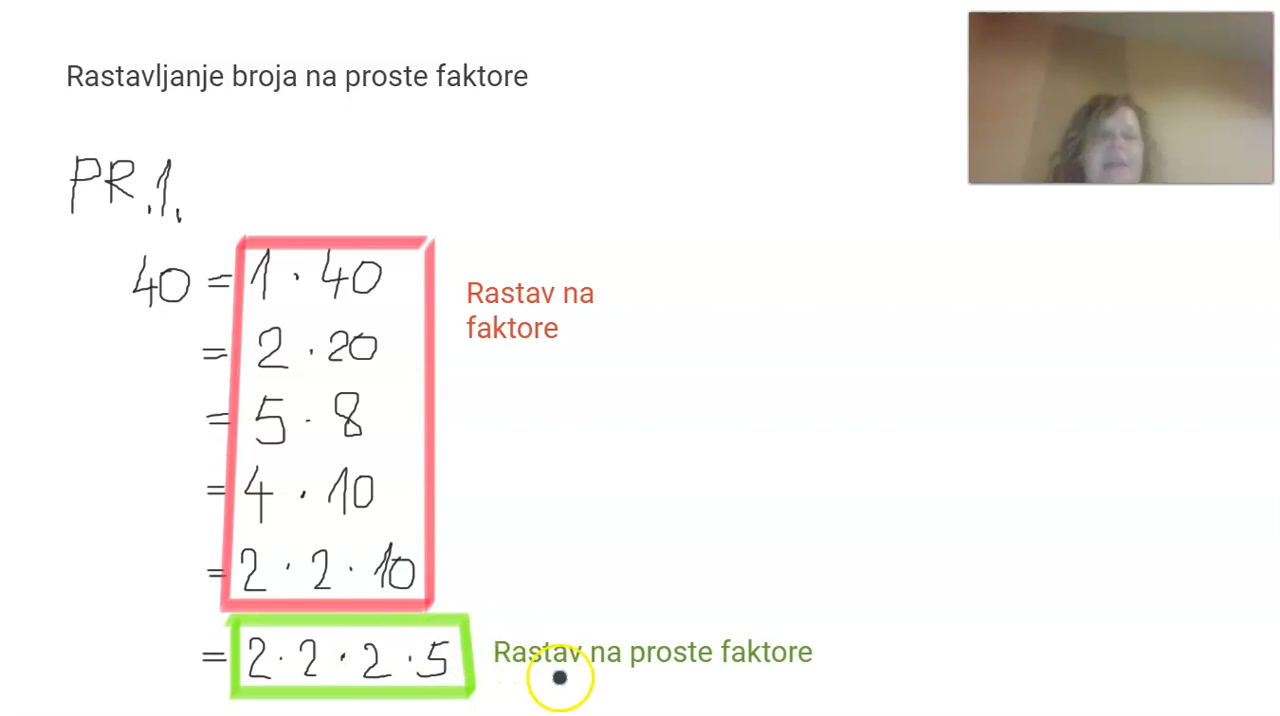 Rastavljanje broja na proste faktore
PR.1.
40 = 1 · 40
= 2 · 20
= 5 · 8
= 4 · 10
= 2 · 2 · 10
= 2 · 2 · 2 · 5
Rastav na
faktore
Rastav na proste faktore